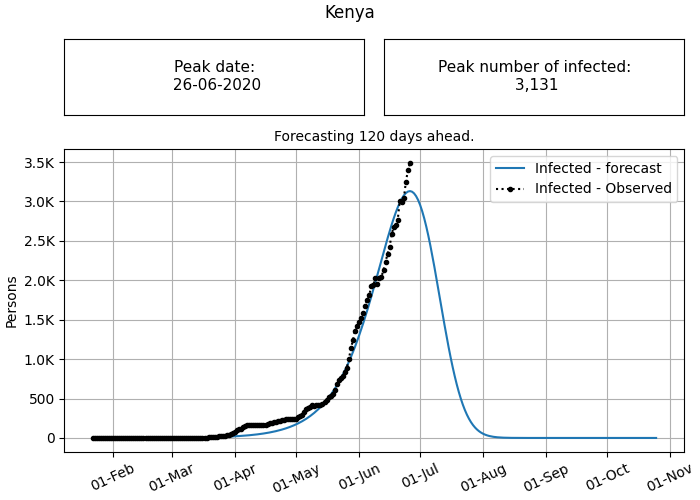 Kenya
Peak date:
26-06-2020
Peak number of infected:
3,131
Forecasting 120 days ahead.
Infected - forecast
Infected - Observed
3.5K
3.0K
2.5K
2.0K
1.5K
1.0K
500
0
Persons
01-Feb
01-Mar
01-Apr
01-May
01-Jun
01-Jul
01-Aug
01-Sep
01-Oct
01-Nov